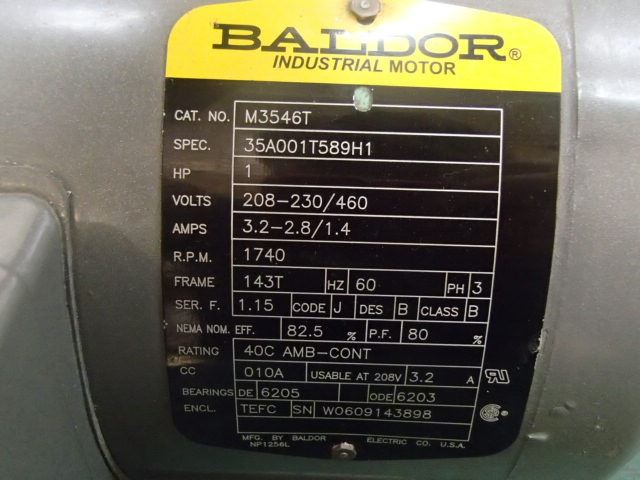 BALDOR®
INDUSTRIAL MOTOR
CAT. NO. M3546T
SPEC. 35A001T589H1
HP 1
VOLTS 208-230/460
AMPS 3.2-2.8/1.4
R.P.M. 1740
FRAME 143T HZ 60 PH 3
SER. F. 1.15 CODE J DES B CLASS B
NEMA NOM. EFF. 82.5 % P.F. 80 %
RATING 40C AMB-CONT
CC 010A USABLE AT 208V 3.2 A
BEARINGS DE 6205 ODE 6203
ENCL. TEFC SN W0609143898
MFG. BY BALDOR ELECTRIC CO. U.S.A.
NP1256L